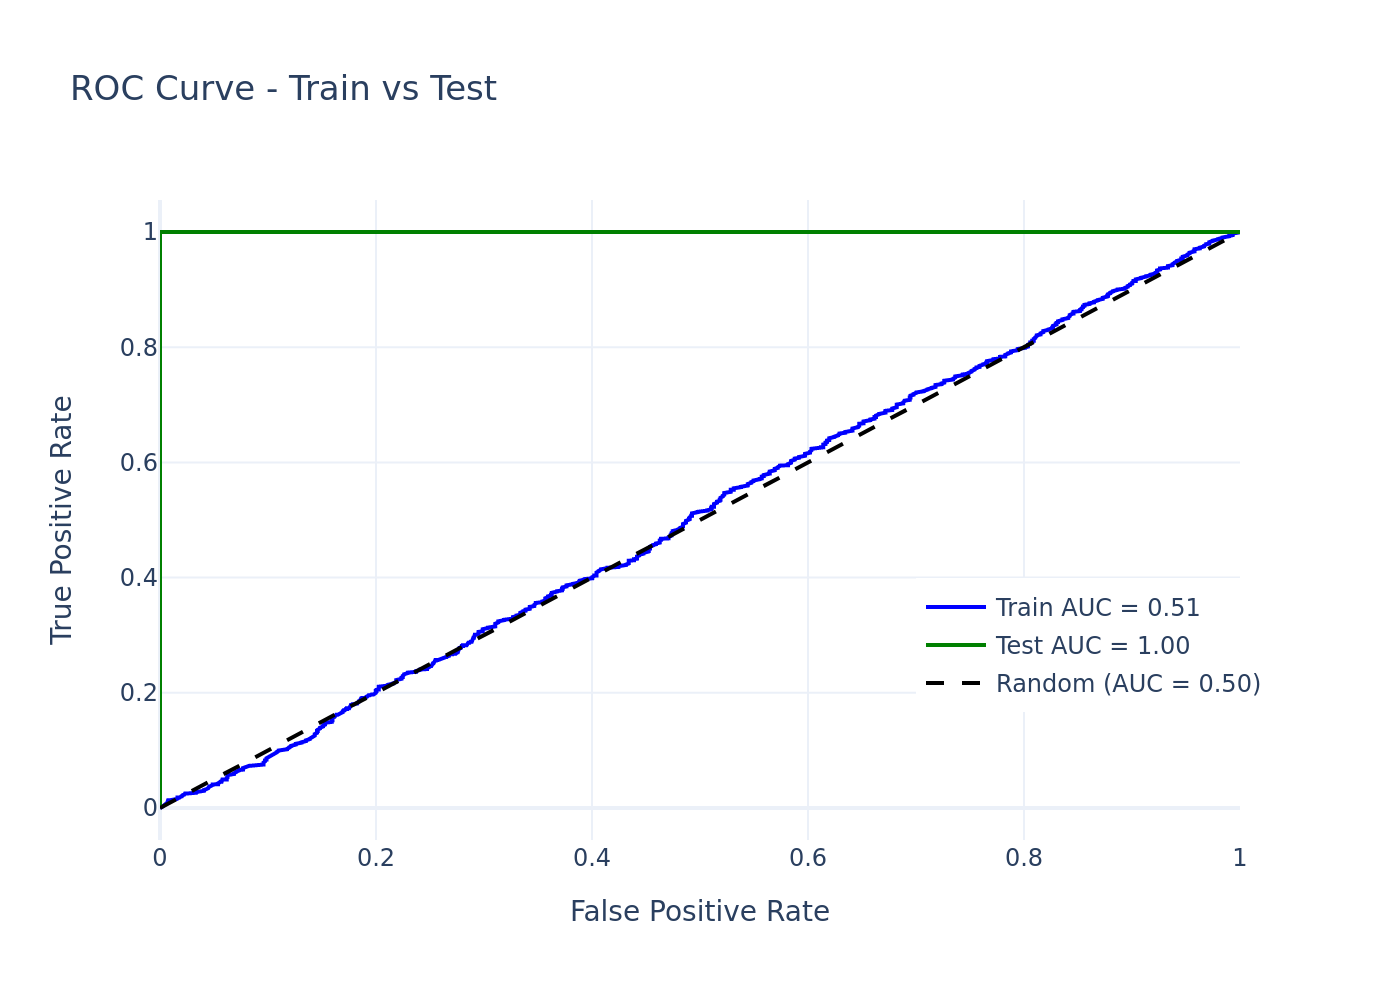 ROC Curve - Train vs Test
True Positive Rate
1
0.8
0.6
0.4
0.2
0
0
0.2
0.4
0.6
0.8
1
False Positive Rate
Train AUC = 0.51
Test AUC = 1.00
Random (AUC = 0.50)